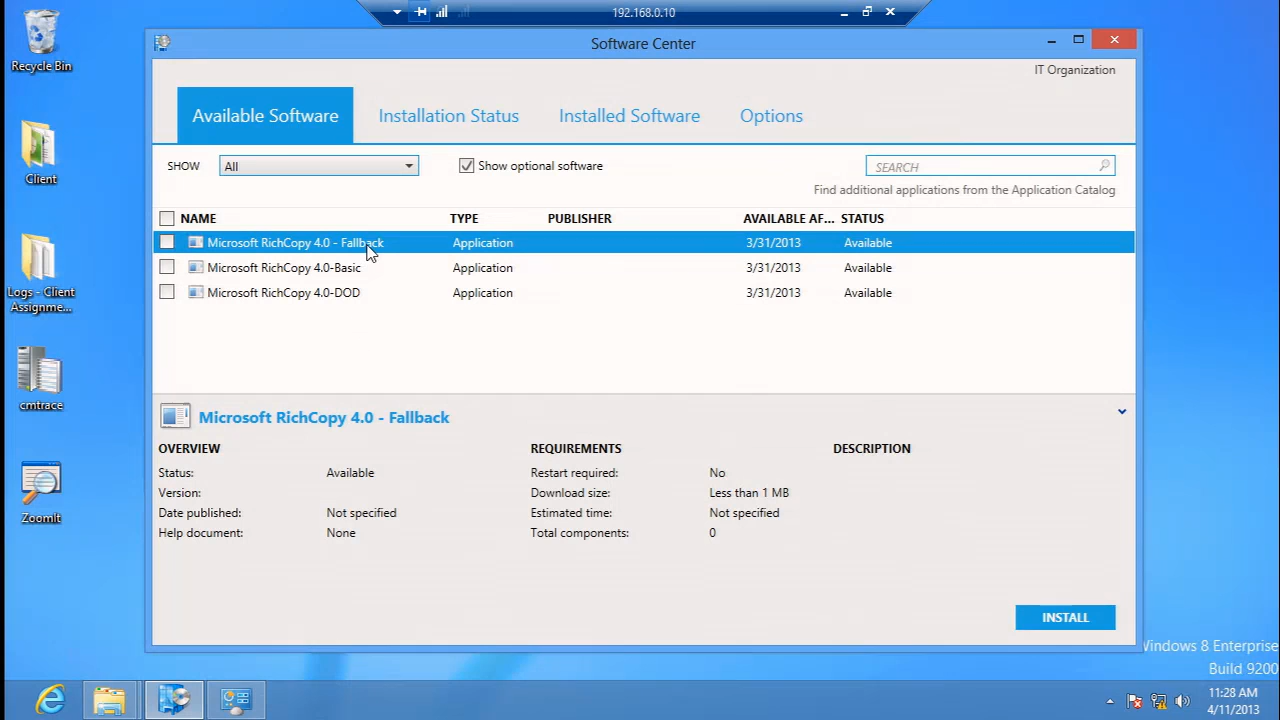 192.168.0.10
Recycle Bin
Client
Logs - Client
Assignme...
cmtrace
ZoomIt
Software Center
IT Organization
Available Software
Installation Status
Installed Software
Options
SHOW
All
Show optional software
SEARCH
Find additional applications from the Application Catalog
NAME TYPE PUBLISHER AVAILABLE AF... STATUS
Microsoft RichCopy 4.0 - Fallback Application 3/31/2013 Available
Microsoft RichCopy 4.0-Basic Application 3/31/2013 Available
Microsoft RichCopy 4.0-DOD Application 3/31/2013 Available
Microsoft RichCopy 4.0 - Fallback
OVERVIEW
Status: Available
Version:
Date published: Not specified
Help document: None
REQUIREMENTS
Restart required: No
Download size: Less than 1 MB
Estimated time: Not specified
Total components: 0
DESCRIPTION
INSTALL
Windows 8 Enterprise
Build 9200
11:28 AM
4/11/2013